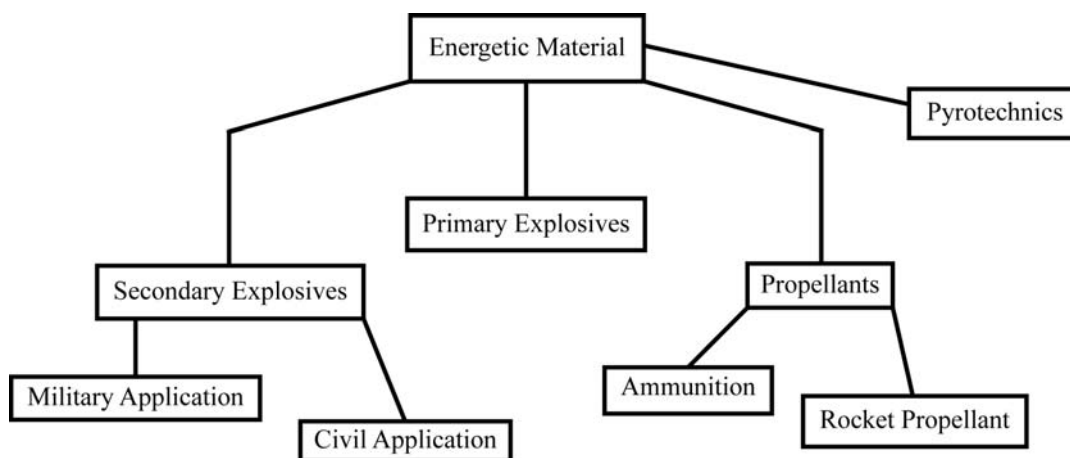 Energetic Material
Pyrotechnics
Primary Explosives
Secondary Explosives
Propellants
Military Application
Civil Application
Ammunition
Rocket Propellant